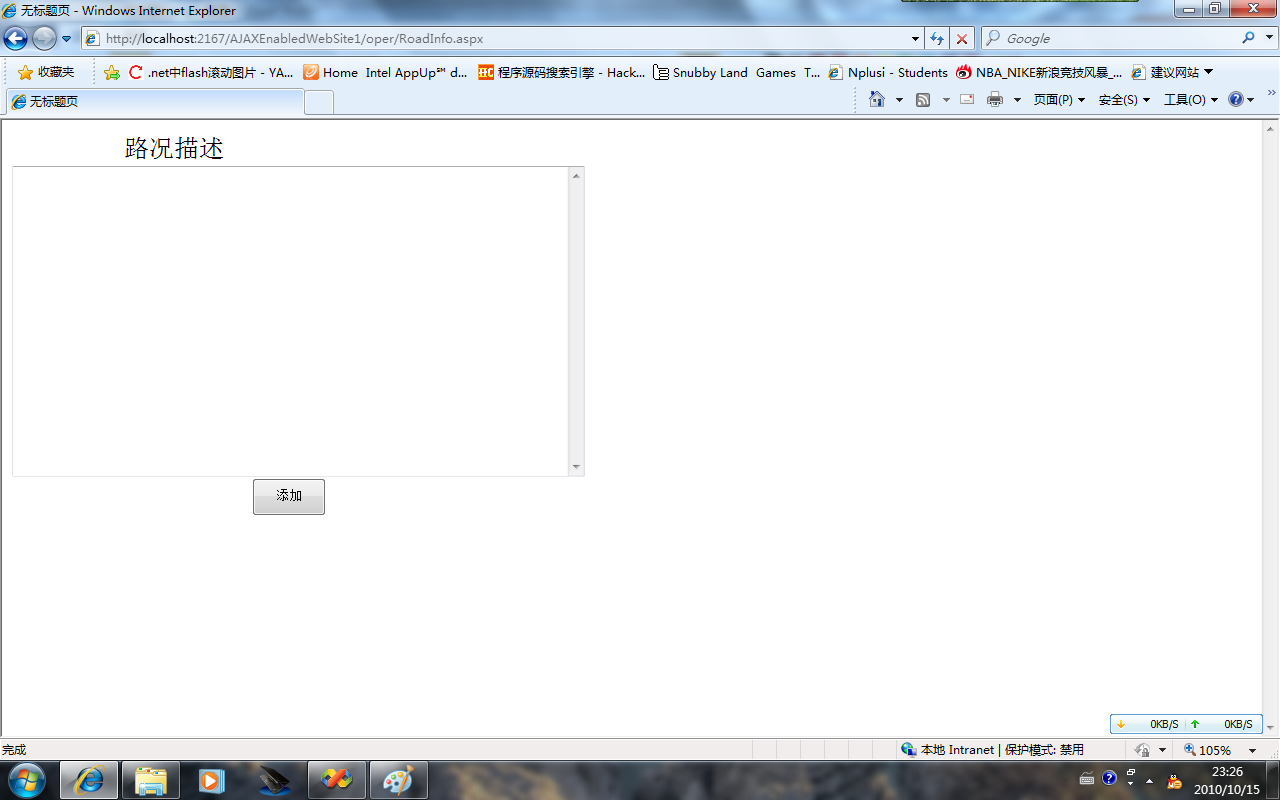 无标题页 - Windows Internet Explorer
http://localhost:2167/AJAXEnabledWebSite1/oper/RoadInfo.aspx
Google
收藏夹 .net中flash滚动图片 - YA... Home Intel AppUp℠ d... 程序源码搜索引擎 - Hack... Snubby Land Games T... Nplusi - Students NBA_NIKE新浪竞技风暴_... 建议网站
无标题页 页面(P) 安全(S) 工具(O)
路况描述
添加
0KB/S 0KB/S
完成 本地 Intranet | 保护模式: 禁用 105%
23:26
2010/10/15